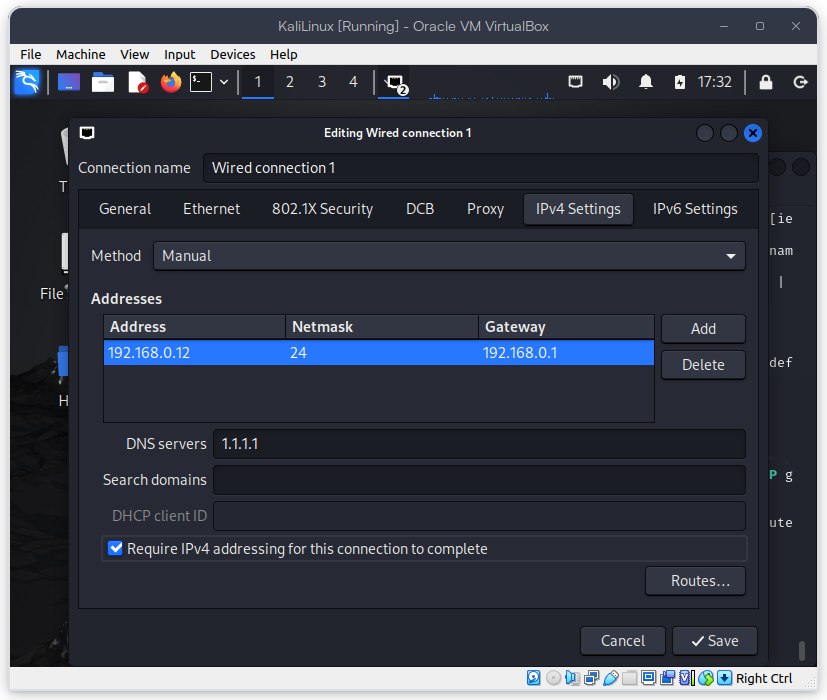 KaliLinux [Running] - Oracle VM VirtualBox
File Machine View Input Devices Help
1 2 3 4 2 17:32
Editing Wired connection 1
Connection name Wired connection 1
General Ethernet 802.1X Security DCB Proxy IPv4 Settings IPv6 Settings
Method Manual
Addresses
Address Netmask Gateway
192.168.0.12 24 192.168.0.1
Add
Delete
DNS servers 1.1.1.1
Search domains
DHCP client ID
Require IPv4 addressing for this connection to complete
Routes...
Cancel Save
T
File
H
[ie
nam
|
def
P g
ute
Right Ctrl